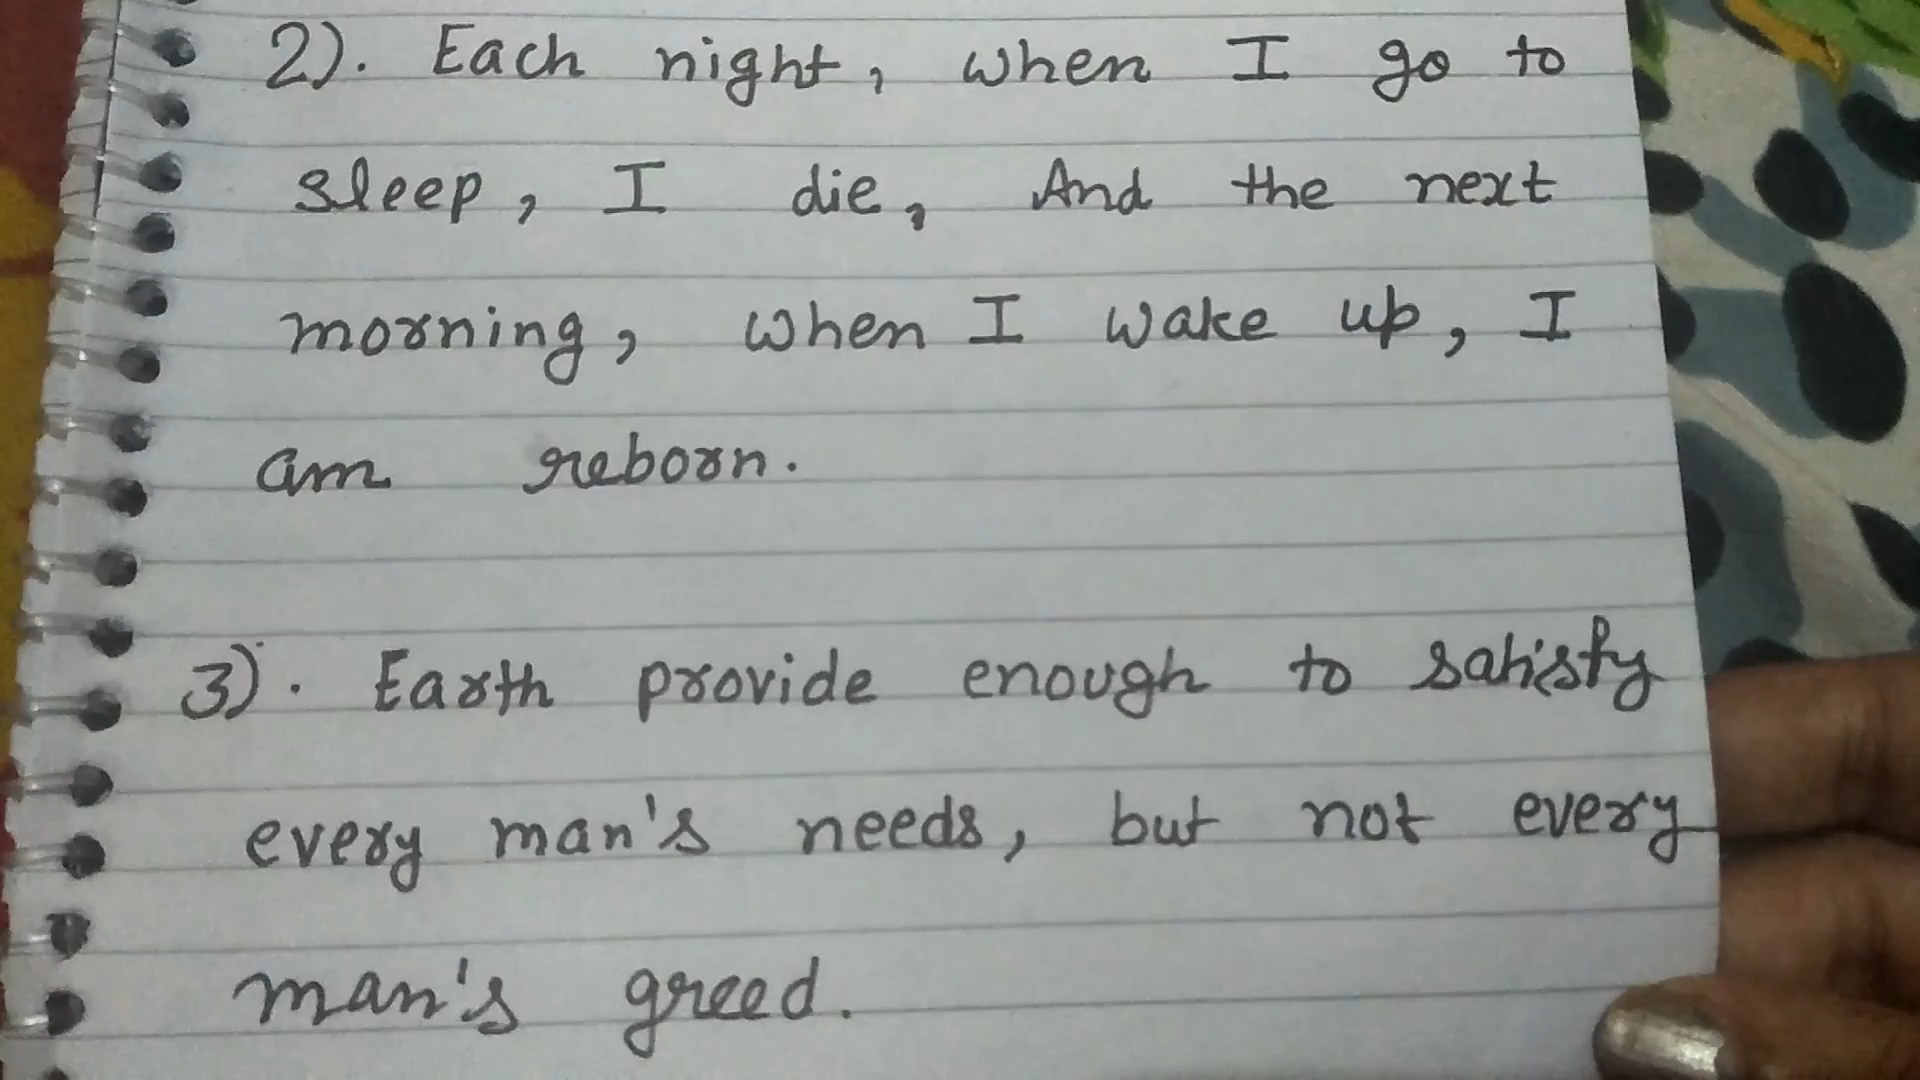 2). Each night, when I go to
sleep, I die, And the next
morning, when I wake up, I
am reborn.
3). Earth provide enough to satisfy
every man's needs, but not every
man's greed.